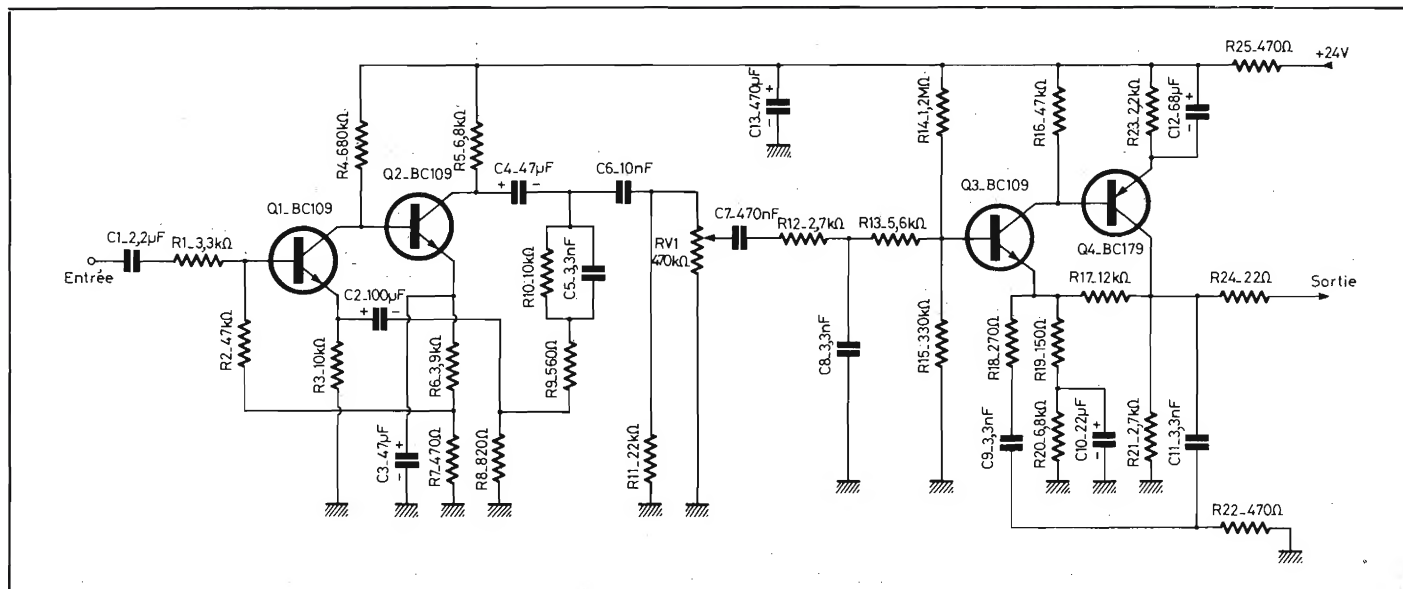 R25_470Ω
+24V
R4_680kΩ
R5_6,8kΩ
C13_470µF
+
-
R14_1,2MΩ
R16_47kΩ
R23_2,2kΩ
+
C12_68µF
-
Q2_BC109
C4_47µF
+
-
C6_10nF
Q3_BC109
Q1_BC109
C7_470nF
R12_2,7kΩ
R13_5,6kΩ
Q4_BC179
C1_2,2µF
R1_3,3kΩ
Entrée
RV1
470kΩ
R10_10kΩ
C5_3,3nF
R17_12kΩ
R24_22Ω
Sortie
C2_100µF
+
-
R2_47kΩ
R3_10kΩ
R6_3,9kΩ
R9_560Ω
C8_3,3nF
R15_330kΩ
R18_270Ω
R19_150Ω
C3_47µF
+
-
R7_470Ω
R8_820Ω
R11_22kΩ
C9_3,3nF
R20_6,8kΩ
C10_22µF
+
-
R21_2,7kΩ
C11_3,3nF
R22_470Ω